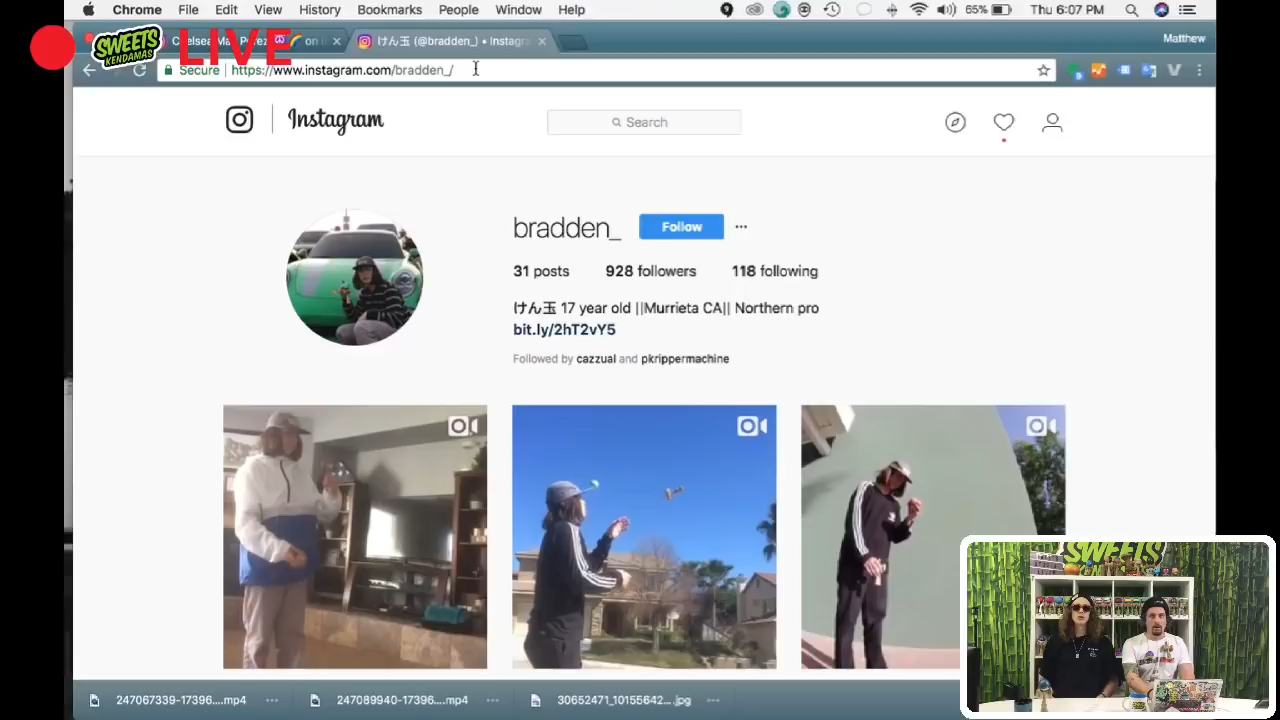 Chrome File Edit View History Bookmarks People Window Help 65% Thu 6:07 PM
SWEETS KENDAMAS LIVE
けん玉 (@bradden_) • Instagra
Matthew
Secure https://www.instagram.com/bradden_/
Instagram
Search
bradden_ Follow
31 posts 928 followers 118 following
けん玉 17 year old ||Murrieta CA|| Northern pro
bit.ly/2hT2vY5
Followed by cazzual and pkrippermachine
SWEETS
247067339-17396....mp4 247089940-17396....mp4 30652471_10155642....jpg